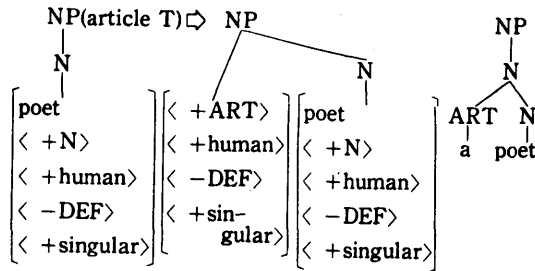 NP(article T) ⇨ NP NP
N N N
poet < +ART> poet ART N
< +N> < +human> < +N> a poet
< +human> < −DEF> < +human>
< −DEF> < +sin- < −DEF>
< +singular> gular> < +singular>